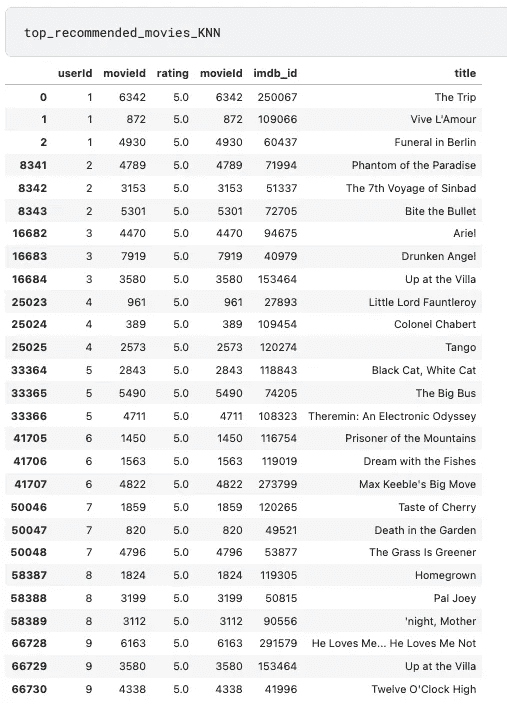 top_recommended_movies_KNN
userId movieId rating movieId imdb_id title
0 1 6342 5.0 6342 250067 The Trip
1 1 872 5.0 872 109066 Vive L'Amour
2 1 4930 5.0 4930 60437 Funeral in Berlin
8341 2 4789 5.0 4789 71994 Phantom of the Paradise
8342 2 3153 5.0 3153 51337 The 7th Voyage of Sinbad
8343 2 5301 5.0 5301 72705 Bite the Bullet
16682 3 4470 5.0 4470 94675 Ariel
16683 3 7919 5.0 7919 40979 Drunken Angel
16684 3 3580 5.0 3580 153464 Up at the Villa
25023 4 961 5.0 961 27893 Little Lord Fauntleroy
25024 4 389 5.0 389 109454 Colonel Chabert
25025 4 2573 5.0 2573 120274 Tango
33364 5 2843 5.0 2843 118843 Black Cat, White Cat
33365 5 5490 5.0 5490 74205 The Big Bus
33366 5 4711 5.0 4711 108323 Theremin: An Electronic Odyssey
41705 6 1450 5.0 1450 116754 Prisoner of the Mountains
41706 6 1563 5.0 1563 119019 Dream with the Fishes
41707 6 4822 5.0 4822 273799 Max Keeble's Big Move
50046 7 1859 5.0 1859 120265 Taste of Cherry
50047 7 820 5.0 820 49521 Death in the Garden
50048 7 4796 5.0 4796 53877 The Grass Is Greener
58387 8 1824 5.0 1824 119305 Homegrown
58388 8 3199 5.0 3199 50815 Pal Joey
58389 8 3112 5.0 3112 90556 'night, Mother
66728 9 6163 5.0 6163 291579 He Loves Me... He Loves Me Not
66729 9 3580 5.0 3580 153464 Up at the Villa
66730 9 4338 5.0 4338 41996 Twelve O'Clock High